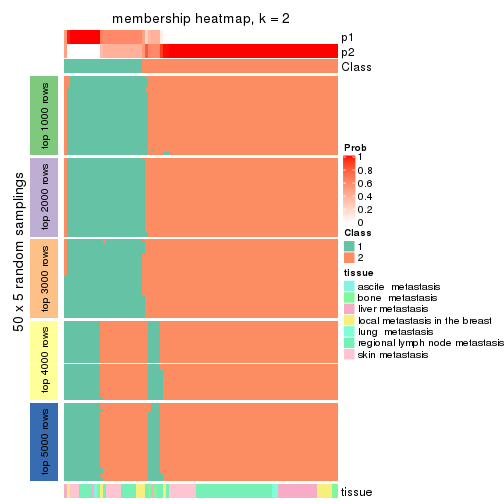 membership heatmap, k = 2
p1
p2
Class
top 1000 rows
top 2000 rows
top 3000 rows
top 4000 rows
top 5000 rows
50 x 5 random samplings
Prob
1
0.8
0.6
0.4
0.2
0
Class
1
2
tissue
ascite metastasis
bone metastasis
liver metastasis
local metastasis in the breast
lung metastasis
regional lymph node metastasis
skin metastasis
tissue